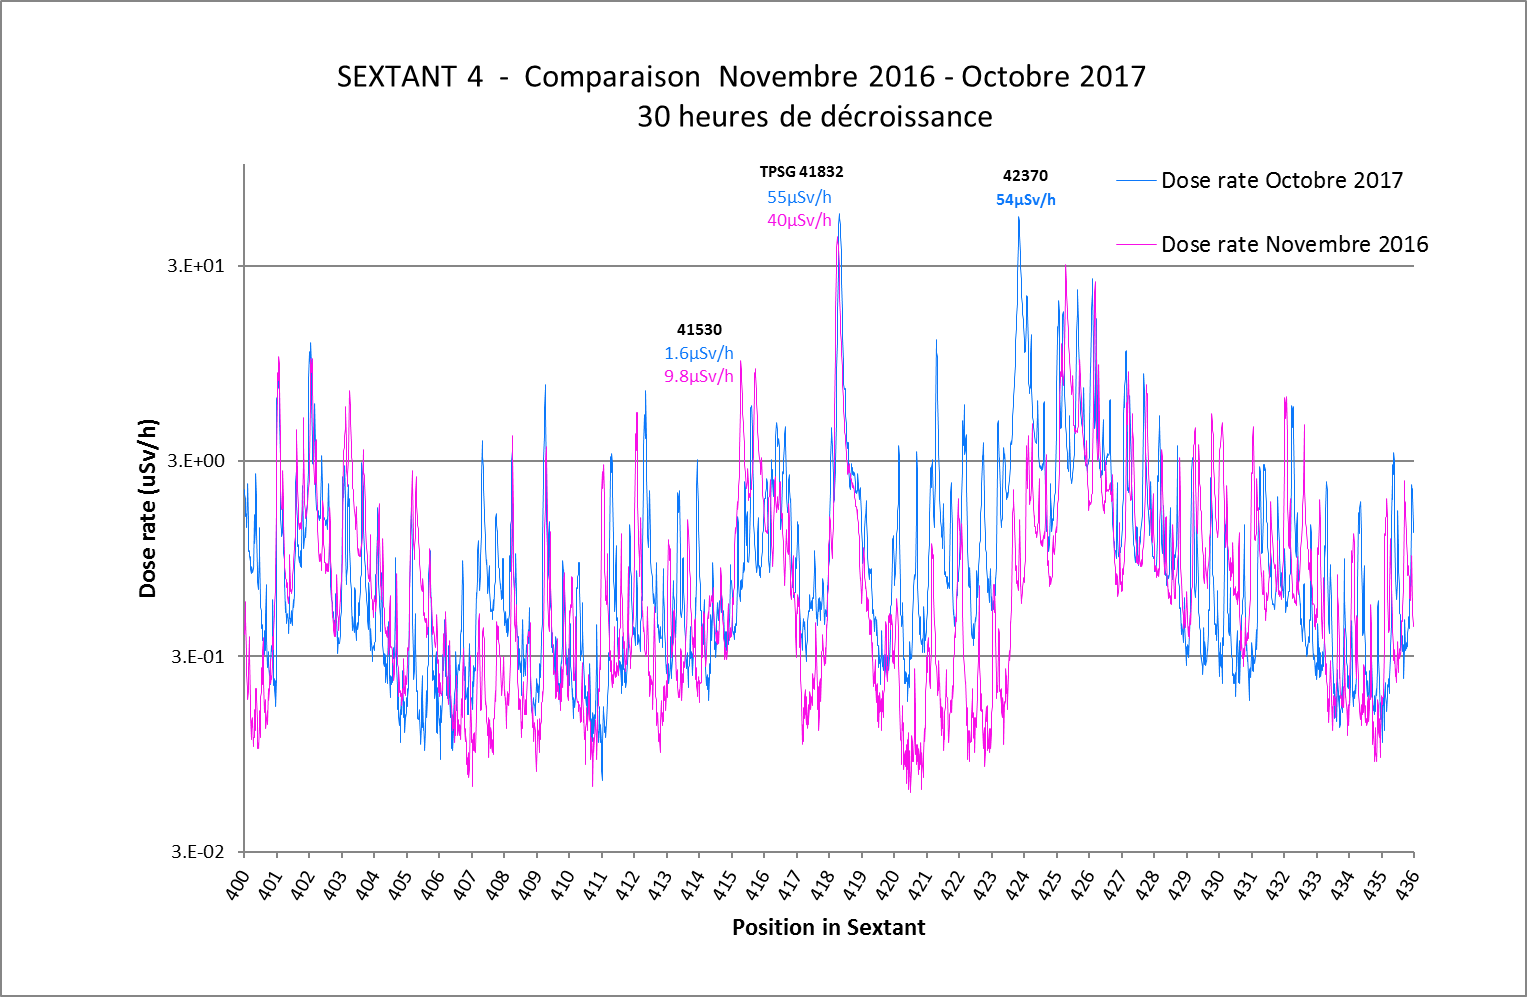 SEXTANT 4 - Comparaison Novembre 2016 - Octobre 2017
30 heures de décroissance
TPSG 41832
55µSv/h
40µSv/h
42370
54µSv/h
Dose rate Octobre 2017
Dose rate Novembre 2016
41530
1.6µSv/h
9.8µSv/h
Dose rate (uSv/h)
3.E+01
3.E+00
3.E-01
3.E-02
400 401 402 403 404 405 406 407 408 409 410 411 412 413 414 415 416 417 418 419 420 421 422 423 424 425 426 427 428 429 430 431 432 433 434 435 436
Position in Sextant